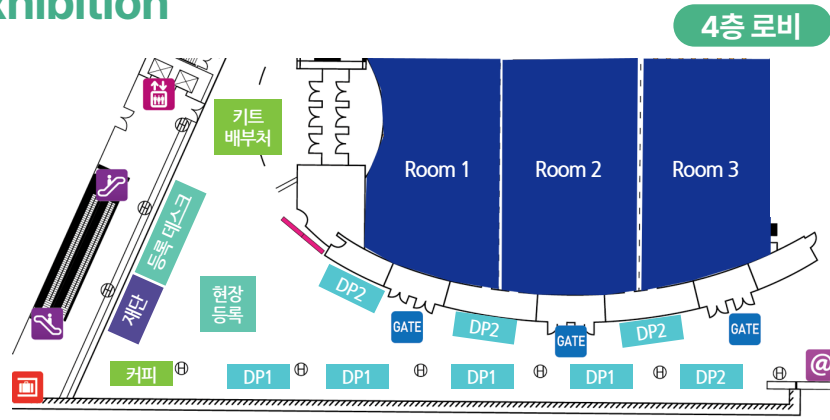 xhibition
4층 로비
키트
배부처
Room 1
Room 2
Room 3
등록 데스크
재단
현장
등록
DP2
GATE
DP2
GATE
DP2
GATE
커피
DP1
DP1
DP1
DP1
DP2
@